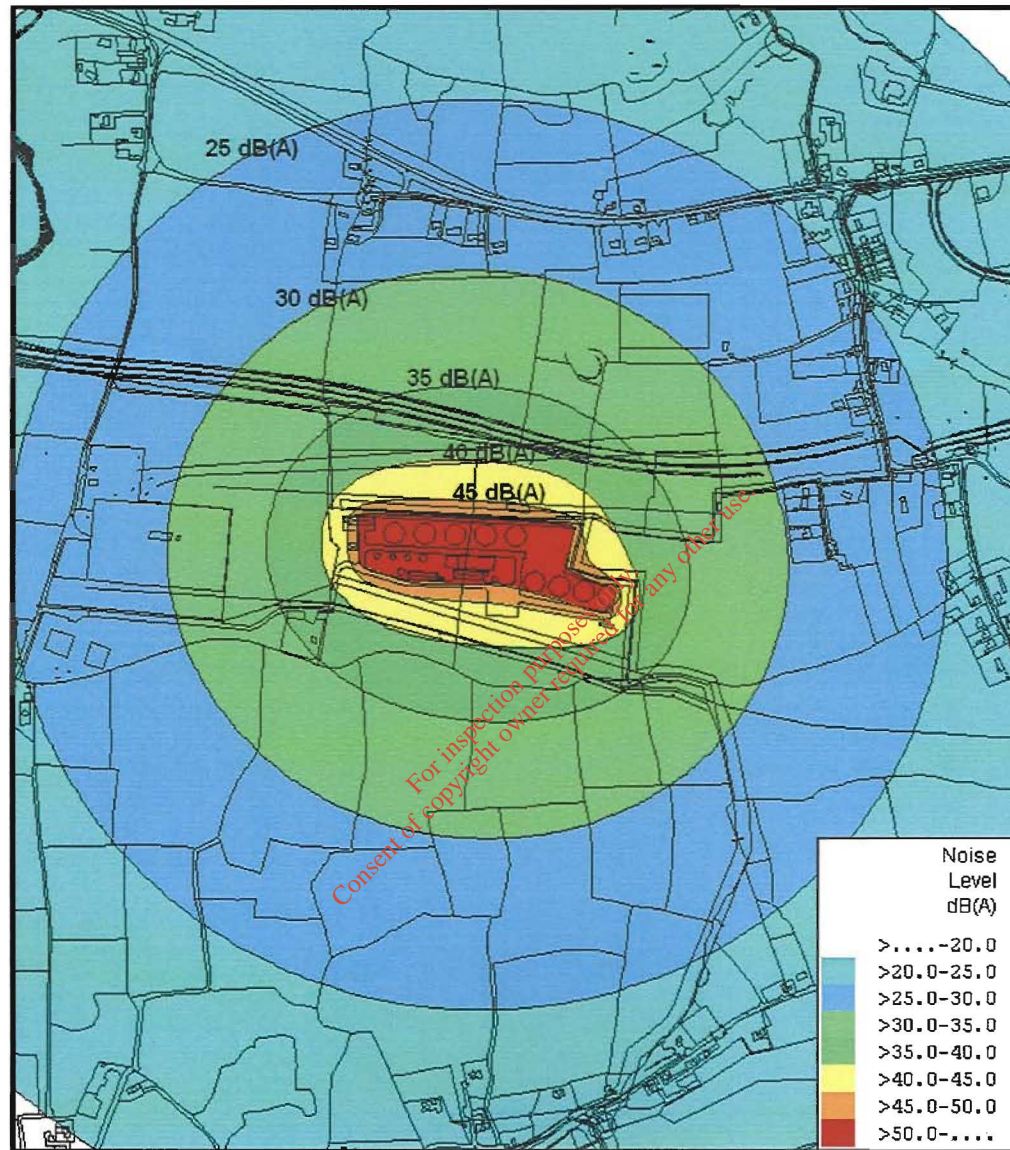 25 dB(A)
30 dB(A)
35 dB(A)
40 dB(A)
45 dB(A)
For inspection purposes only.
Consent of copyright owner required for any other use.
Noise
Level
dB(A)
>....-20.0
>20.0-25.0
>25.0-30.0
>30.0-35.0
>35.0-40.0
>40.0-45.0
>45.0-50.0
>50.0-....